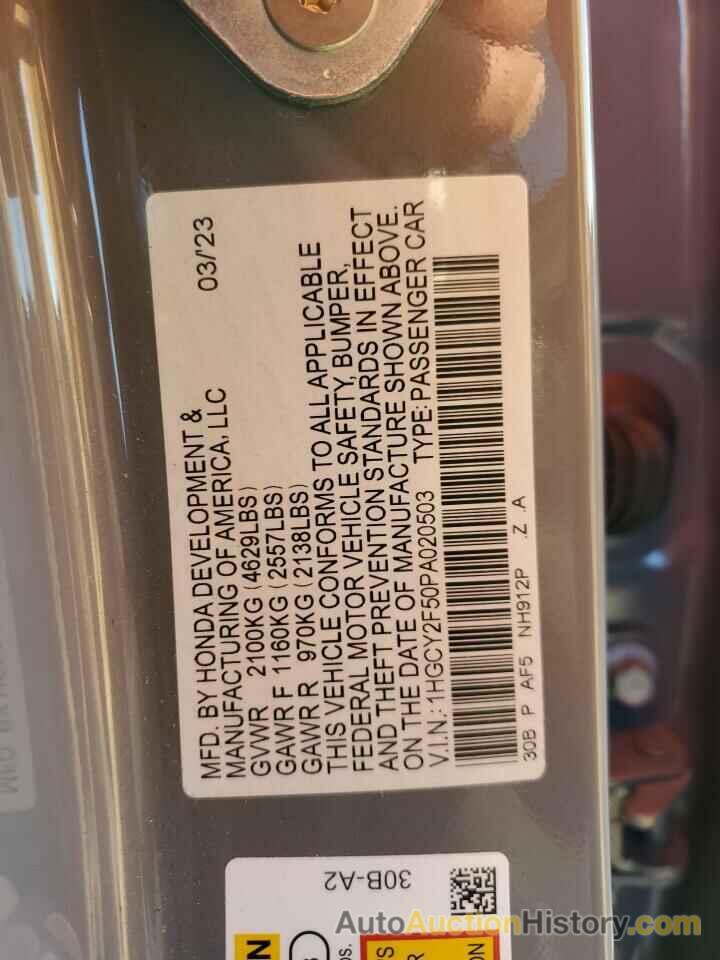 MFD. BY HONDA DEVELOPMENT & 03/'23
MANUFACTURING OF AMERICA, LLC
GVWR 2100KG (4629LBS)
GAWR F 1160KG (2557LBS)
GAWR R 970KG (2138LBS)
THIS VEHICLE CONFORMS TO ALL APPLICABLE
FEDERAL MOTOR VEHICLE SAFETY, BUMPER,
AND THEFT PREVENTION STANDARDS IN EFFECT
ON THE DATE OF MANUFACTURE SHOWN ABOVE.
V.I.N.: 1HGCY2F50PA020503 TYPE: PASSENGER CAR
30B P AF5 NH912P .Z .A
30B-A2
AutoAuctionHistory.com